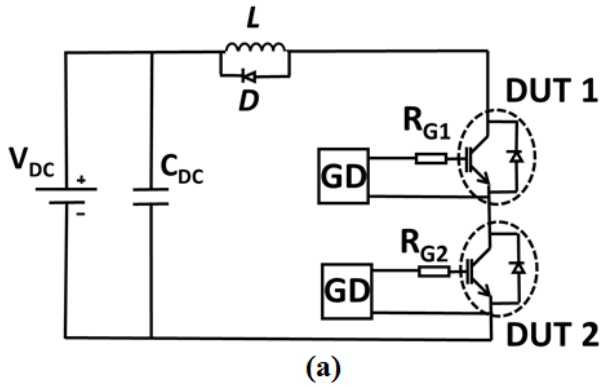 L
D
DUT 1
R_G1
V_DC
+
−
C_DC
GD
R_G2
GD
DUT 2
(a)